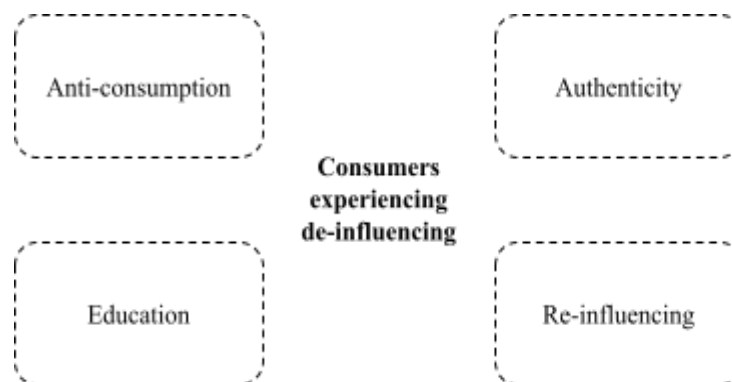 Anti-consumption
Authenticity
Consumers
experiencing
de-influencing
Education
Re-influencing